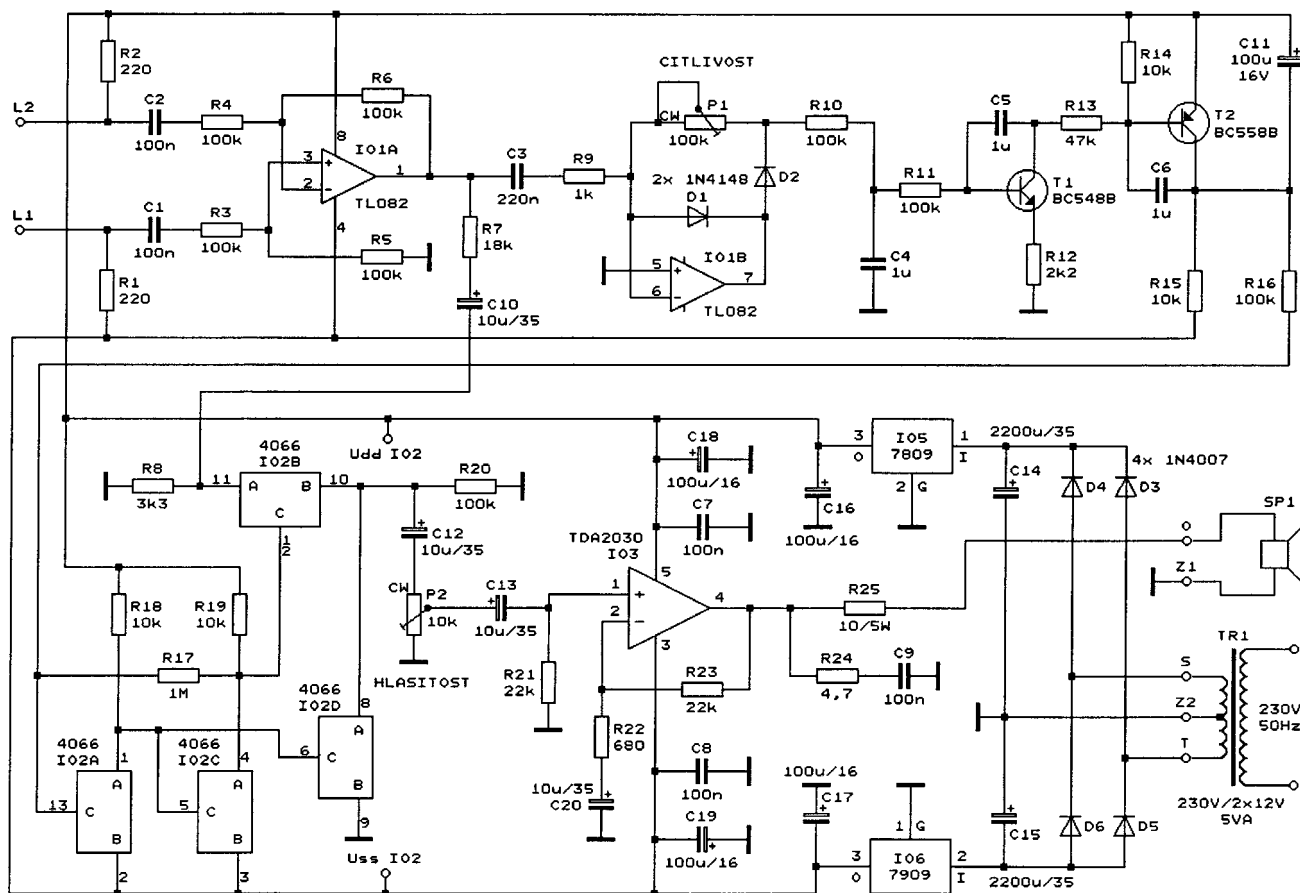 R2
220
L2
C2
100n
R4
100k
R6
100k
8
3
2
+
-
IO1A
1
TL082
4
L1
C1
100n
R3
100k
R5
100k
R1
220
R7
18k
C10
+
10u/35
C3
220n
R9
1k
CITLIVOST
CW
P1
100k
2x 1N4148
D1
D2
5
6
+
-
IO1B
7
TL082
R10
100k
C4
1u
R11
100k
C5
1u
T1
BC548B
R12
2k2
R13
47k
R14
10k
T2
BC558B
C6
1u
R15
10k
R16
100k
C11
100u
16V
+
R8
3k3
4066
IO2B
11
A
B
10
C
1
2
Udd IO2
R20
100k
C12
+
10u/35
CW
P2
10k
HLASITOST
C13
+
10u/35
R21
22k
TDA2030
IO3
1
2
+
-
5
4
3
C18
+
100u/16
C7
100n
R23
22k
R22
680
10u/35
C20
+
C8
100n
C19
+
100u/16
R24
4,7
C9
100n
R25
10/5W
3
O
IO5
7809
1
I
2 G
C16
+
100u/16
2200u/35
C14
+
4x 1N4007
D4
D3
SP1
O
Z1
TR1
S
Z2
T
230V
50Hz
230V/2x12V
5VA
D6
D5
C15
+
2200u/35
100u/16
C17
+
1 G
3
O
IO6
7909
2
I
R18
10k
R19
10k
R17
1M
4066
IO2A
1
A
13
C
B
2
4066
IO2C
4
A
5
C
B
3
4066
IO2D
8
A
6
C
B
9
Uss IO2